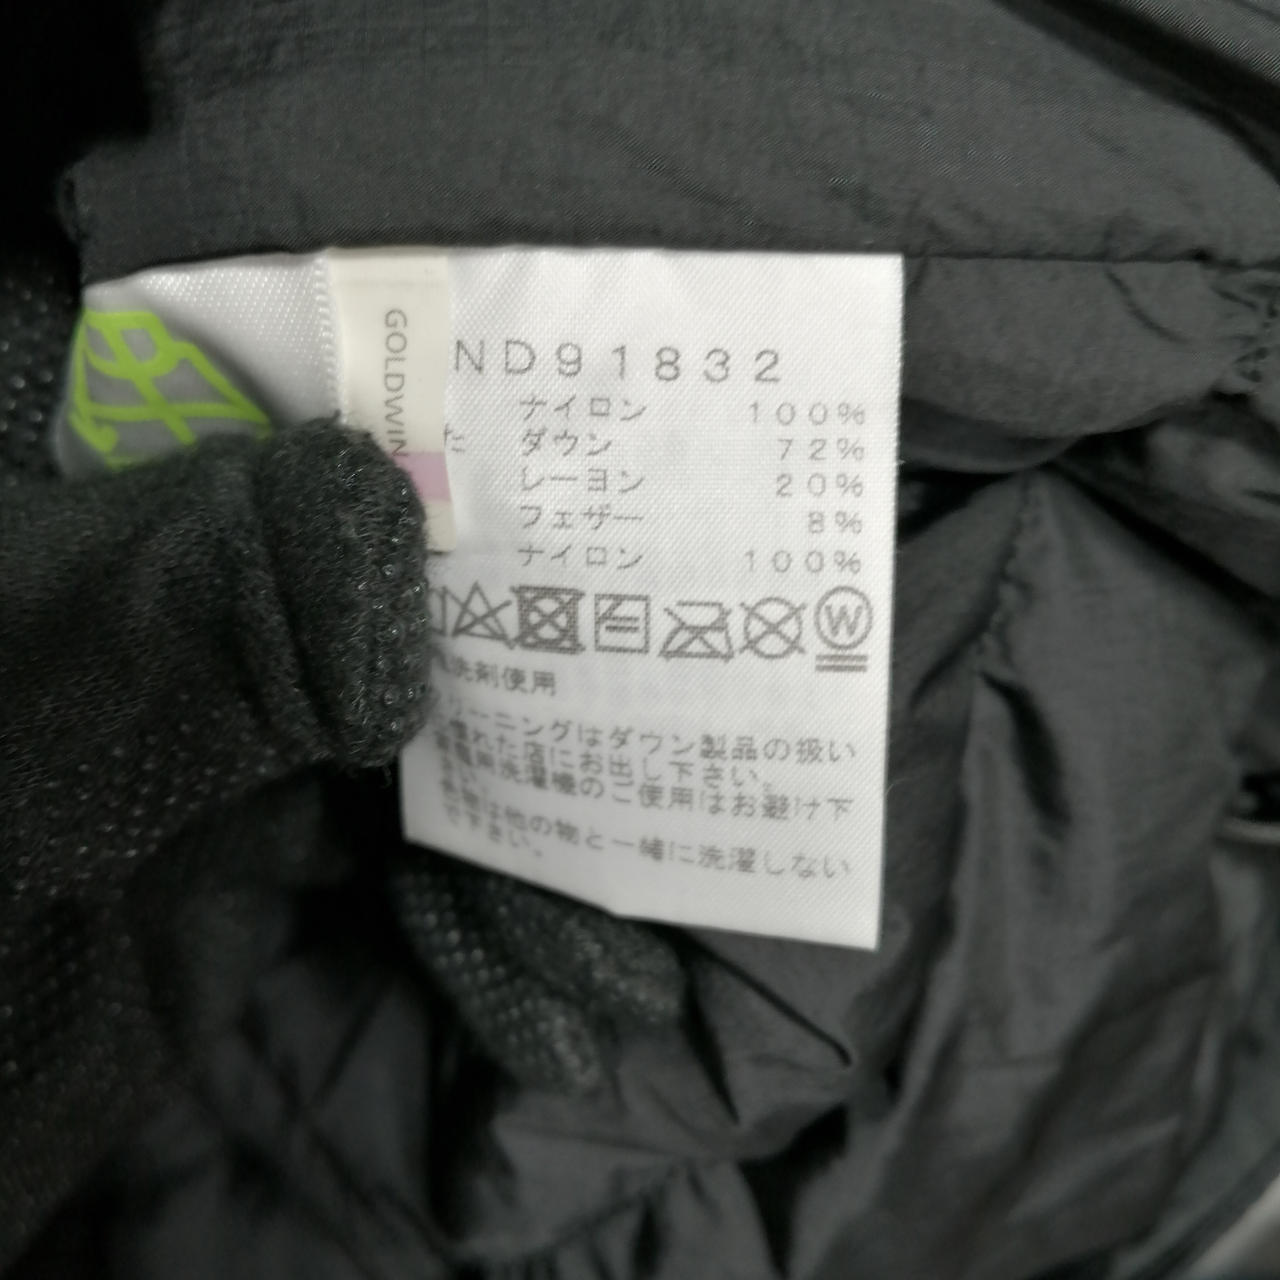 GOLDWIN
ND91832
ナイロン 100%
た ダウン 72%
レーヨン 20%
フェザー 8%
ナイロン 100%
W
洗剤使用
リーニングはダウン製品の扱い
慣れた店にお出し下さい。
洗濯機のご使用はお避け下
は他の物と一緒に洗濯しない
下さい。